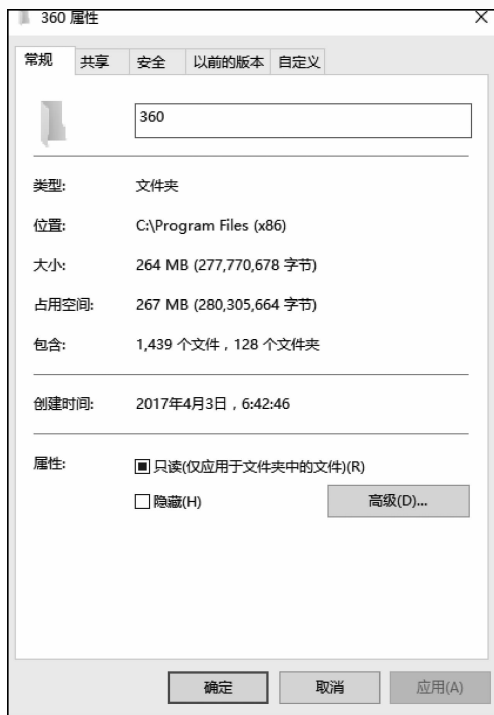 360 属性
常规 共享 安全 以前的版本 自定义
360
类型: 文件夹
位置: C:\Program Files (x86)
大小: 264 MB (277,770,678 字节)
占用空间: 267 MB (280,305,664 字节)
包含: 1,439 个文件，128 个文件夹
创建时间: 2017年4月3日，6:42:46
属性: 只读(仅应用于文件夹中的文件)(R)
隐藏(H) 高级(D)...
确定 取消 应用(A)